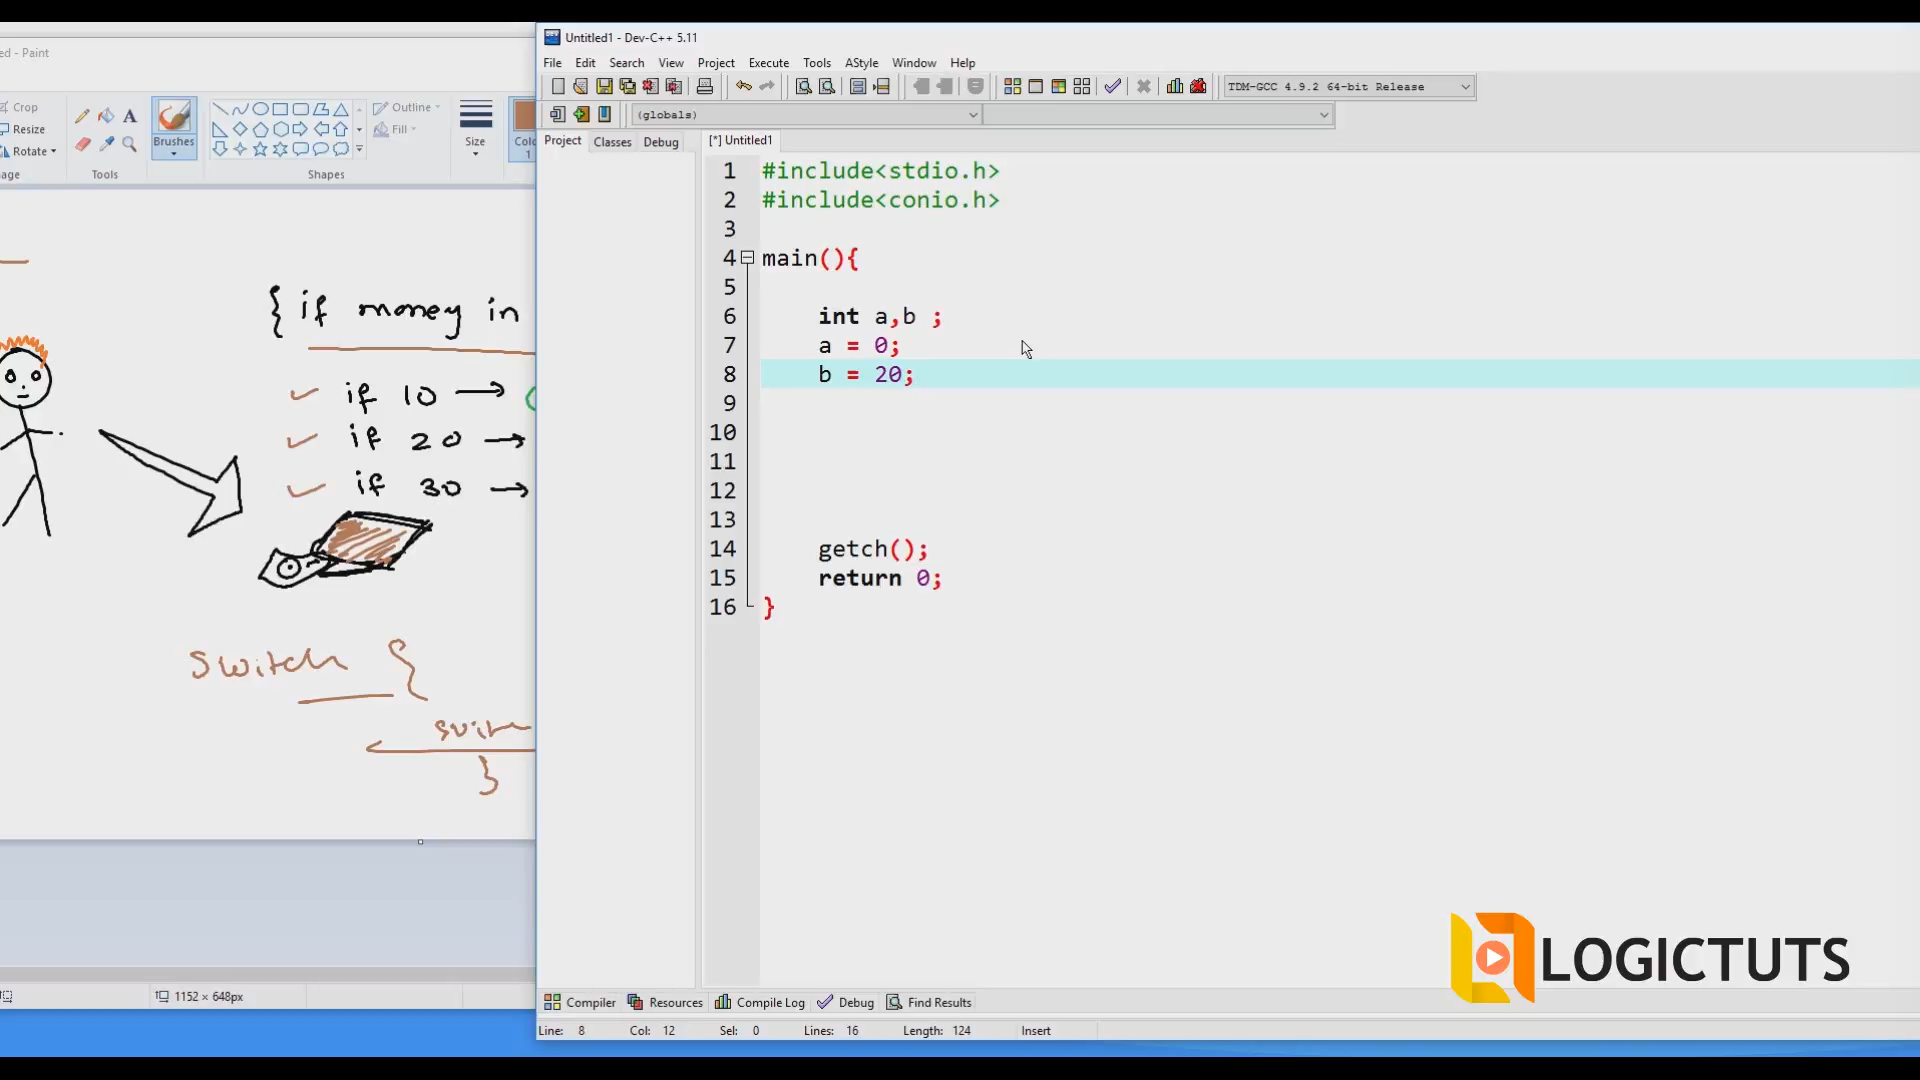 ed - Paint
Crop
Resize
Rotate
age
Tools
Brushes
Shapes
Outline
Fill
Size
Colo
1
{ if money in
if 10 →
if 20 →
if 30 →
Switch {
}
1152 × 648px
Untitled1 - Dev-C++ 5.11
File Edit Search View Project Execute Tools AStyle Window Help
TDM-GCC 4.9.2 64-bit Release
(globals)
Project Classes Debug
[*] Untitled1
1 #include<stdio.h>
2 #include<conio.h>
3
4 main(){
5
6 int a,b ;
7 a = 0;
8 b = 20;
9
10
11
12
13
14 getch();
15 return 0;
16 }
Compiler Resources Compile Log Debug Find Results
Line: 8 Col: 12 Sel: 0 Lines: 16 Length: 124 Insert
LOGICTUTS